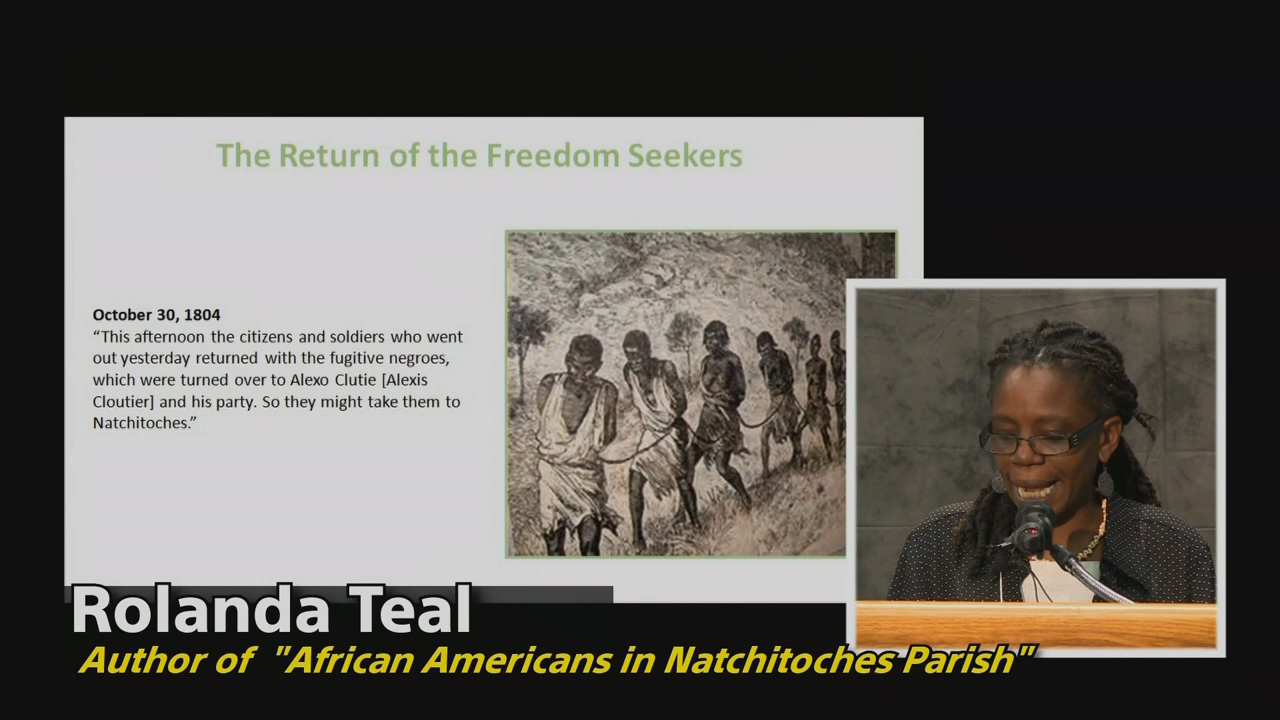 The Return of the Freedom Seekers
October 30, 1804
“This afternoon the citizens and soldiers who went
out yesterday returned with the fugitive negroes,
which were turned over to Alexo Clutie [Alexis
Cloutier] and his party. So they might take them to
Natchitoches.”
Rolanda Teal
Author of "African Americans in Natchitoches Parish"